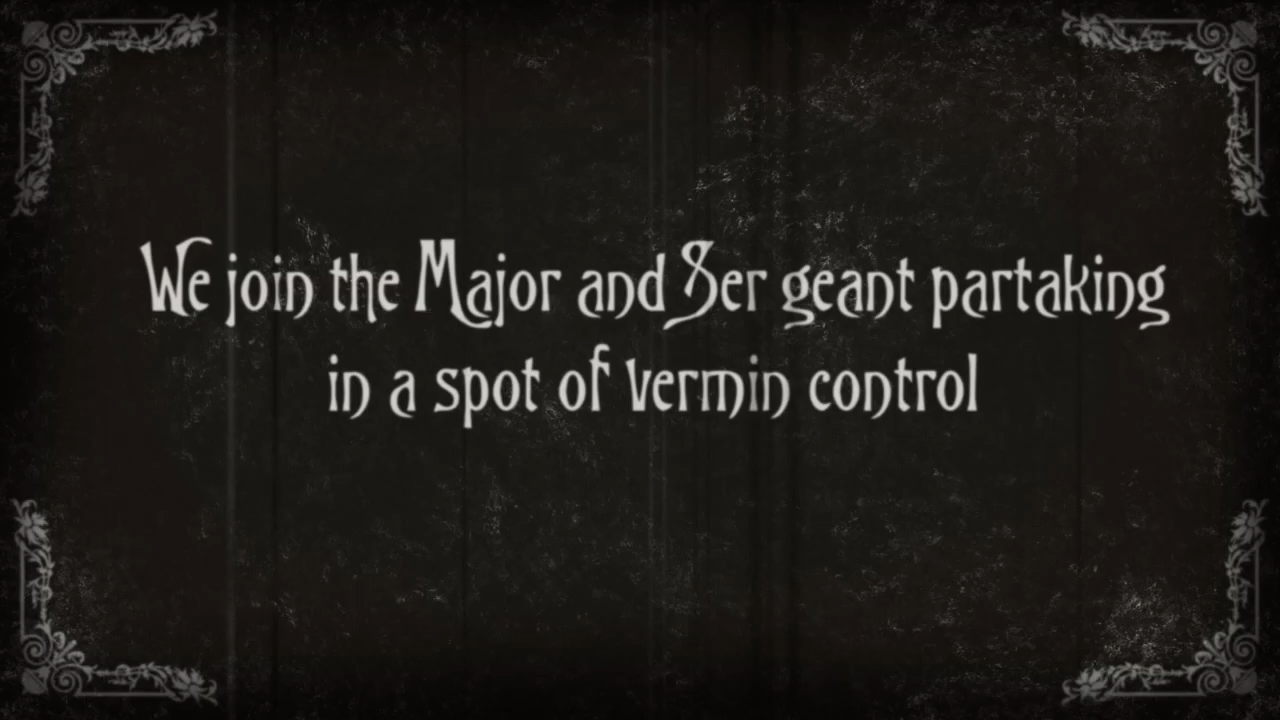 We join the Major and Ser geant partaking
in a spot of vermin control